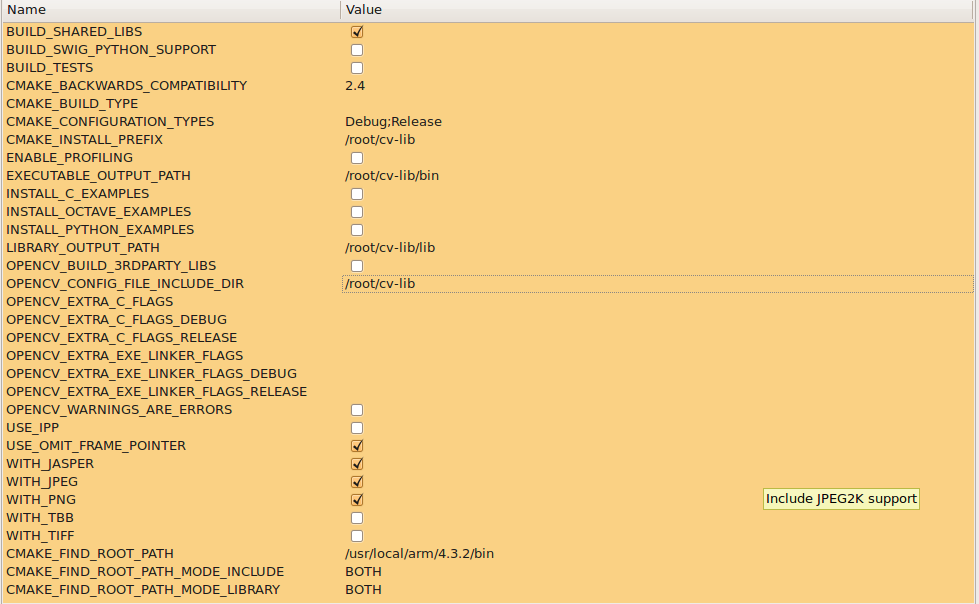 Name Value
BUILD_SHARED_LIBS
BUILD_SWIG_PYTHON_SUPPORT
BUILD_TESTS
CMAKE_BACKWARDS_COMPATIBILITY 2.4
CMAKE_BUILD_TYPE
CMAKE_CONFIGURATION_TYPES Debug;Release
CMAKE_INSTALL_PREFIX /root/cv-lib
ENABLE_PROFILING
EXECUTABLE_OUTPUT_PATH /root/cv-lib/bin
INSTALL_C_EXAMPLES
INSTALL_OCTAVE_EXAMPLES
INSTALL_PYTHON_EXAMPLES
LIBRARY_OUTPUT_PATH /root/cv-lib/lib
OPENCV_BUILD_3RDPARTY_LIBS
OPENCV_CONFIG_FILE_INCLUDE_DIR /root/cv-lib
OPENCV_EXTRA_C_FLAGS
OPENCV_EXTRA_C_FLAGS_DEBUG
OPENCV_EXTRA_C_FLAGS_RELEASE
OPENCV_EXTRA_EXE_LINKER_FLAGS
OPENCV_EXTRA_EXE_LINKER_FLAGS_DEBUG
OPENCV_EXTRA_EXE_LINKER_FLAGS_RELEASE
OPENCV_WARNINGS_ARE_ERRORS
USE_IPP
USE_OMIT_FRAME_POINTER
WITH_JASPER
WITH_JPEG
WITH_PNG Include JPEG2K support
WITH_TBB
WITH_TIFF
CMAKE_FIND_ROOT_PATH /usr/local/arm/4.3.2/bin
CMAKE_FIND_ROOT_PATH_MODE_INCLUDE BOTH
CMAKE_FIND_ROOT_PATH_MODE_LIBRARY BOTH